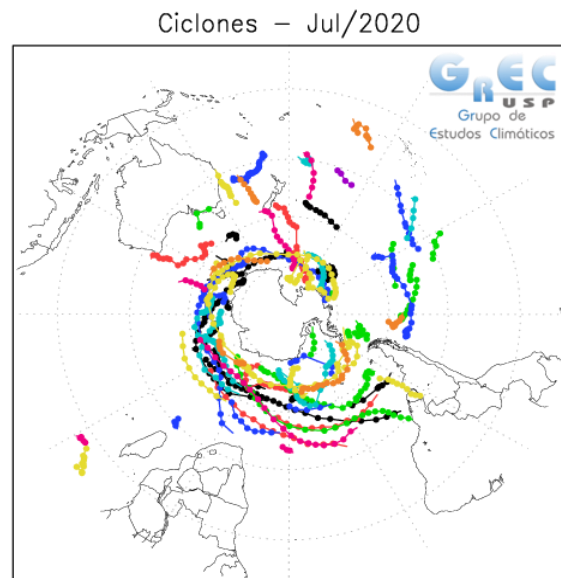 Ciclones - Jul/2020
GREC
USP
Grupo de
Estudos Climáticos